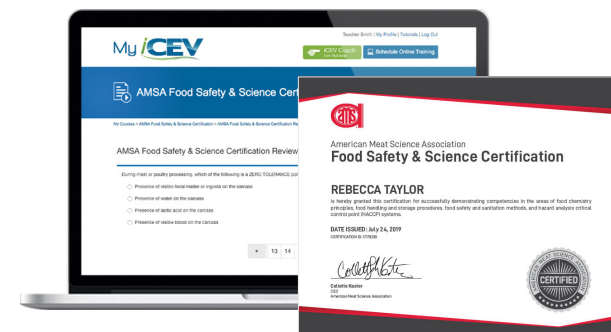 Teacher Smith | My Profile | Tutorials | Log Out
My iCEV
iCEV Coach
Schedule Online Training
AMSA Food Safety & Science Cer
My Courses > AMSA Food Safety & Science Certification > AMSA Food Safety & Science Certification Re
AMSA Food Safety & Science Certification Review
During meat or poultry processing, which of the following is a ZERO TOLERANCE po
Presence of visible fecal matter or ingesta on the carcass
Presence of water on the carcass
Presence of lactic acid on the carcass
Presence of visible blood on the carcass
13 14
American Meat Science Association
Food Safety & Science Certification
REBECCA TAYLOR
is hereby granted this certification for successfully demonstrating competencies in the areas of food chemistry
principles, food handling and storage procedures, food safety and sanitation methods, and hazard analysis critical
control point (HACCP) systems.
DATE ISSUED: July 24, 2019
Collette Kaster
CEO
American Meat Science Association
AMERICAN MEAT SCIENCE ASSOCIATION
CERTIFIED